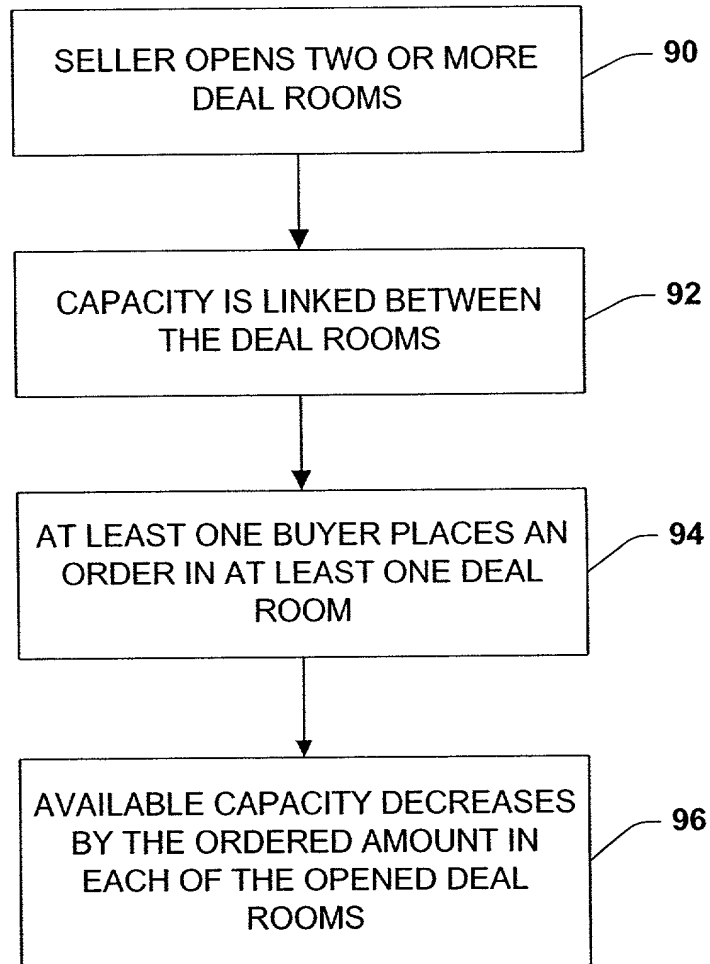 SELLER OPENS TWO OR MORE
DEAL ROOMS
90
CAPACITY IS LINKED BETWEEN
THE DEAL ROOMS
92
AT LEAST ONE BUYER PLACES AN
ORDER IN AT LEAST ONE DEAL
ROOM
94
AVAILABLE CAPACITY DECREASES
BY THE ORDERED AMOUNT IN
EACH OF THE OPENED DEAL
ROOMS
96